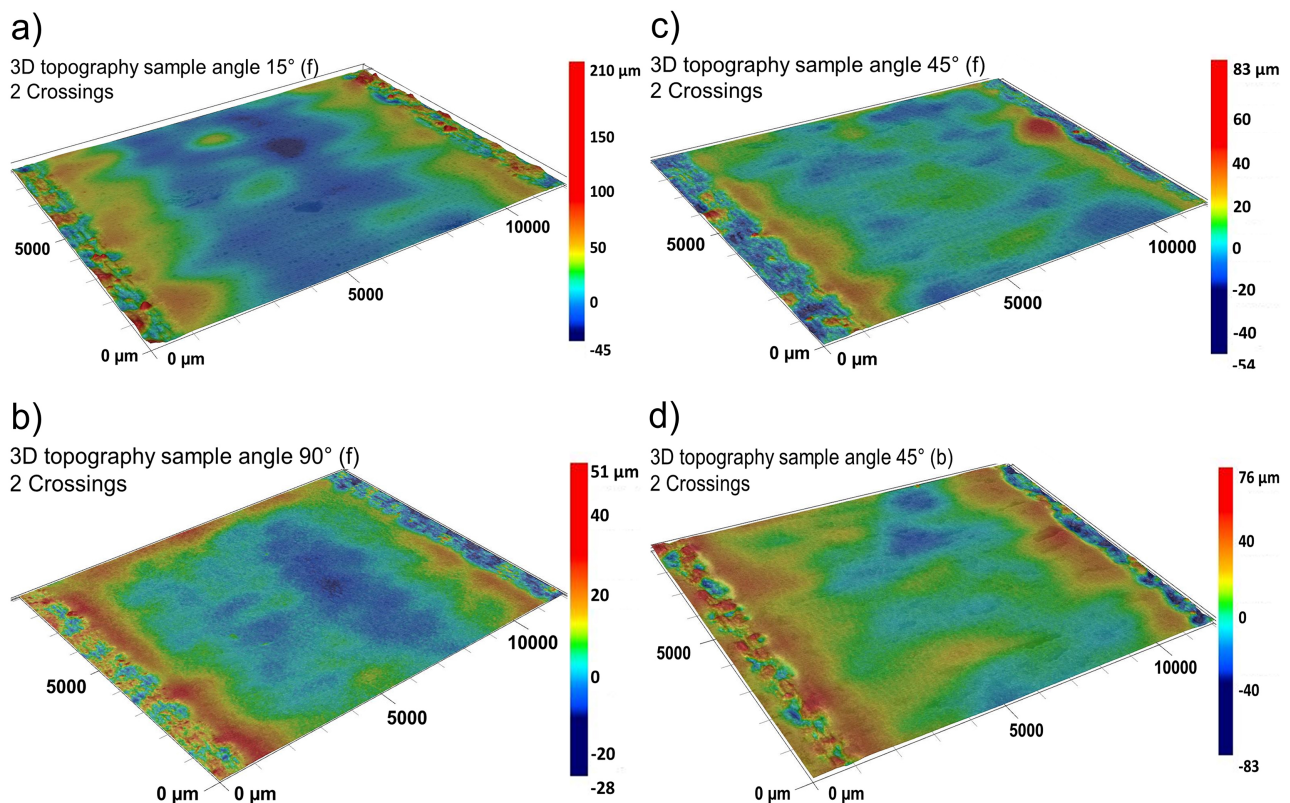 a)
3D topography sample angle 15° (f)
2 Crossings
210 µm
150
100
50
0
-45
5000
0 µm
0 µm
5000
10000
c)
3D topography sample angle 45° (f)
2 Crossings
83 µm
60
40
20
0
-20
-40
-54
5000
0 µm
0 µm
5000
10000
b)
3D topography sample angle 90° (f)
2 Crossings
51 µm
40
20
0
-20
-28
5000
0 µm
0 µm
5000
10000
d)
3D topography sample angle 45° (b)
2 Crossings
76 µm
40
0
-40
-83
5000
0 µm
0 µm
5000
10000